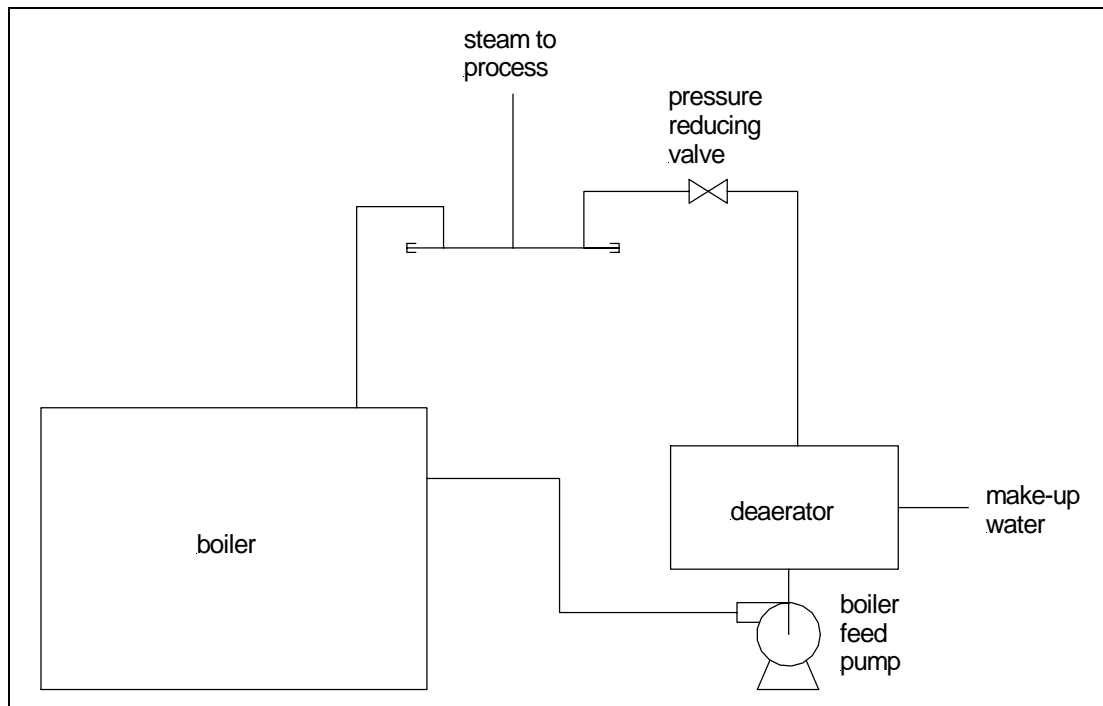 steam to
process
pressure
reducing
valve
boiler
deaerator
make-up
water
boiler
feed
pump